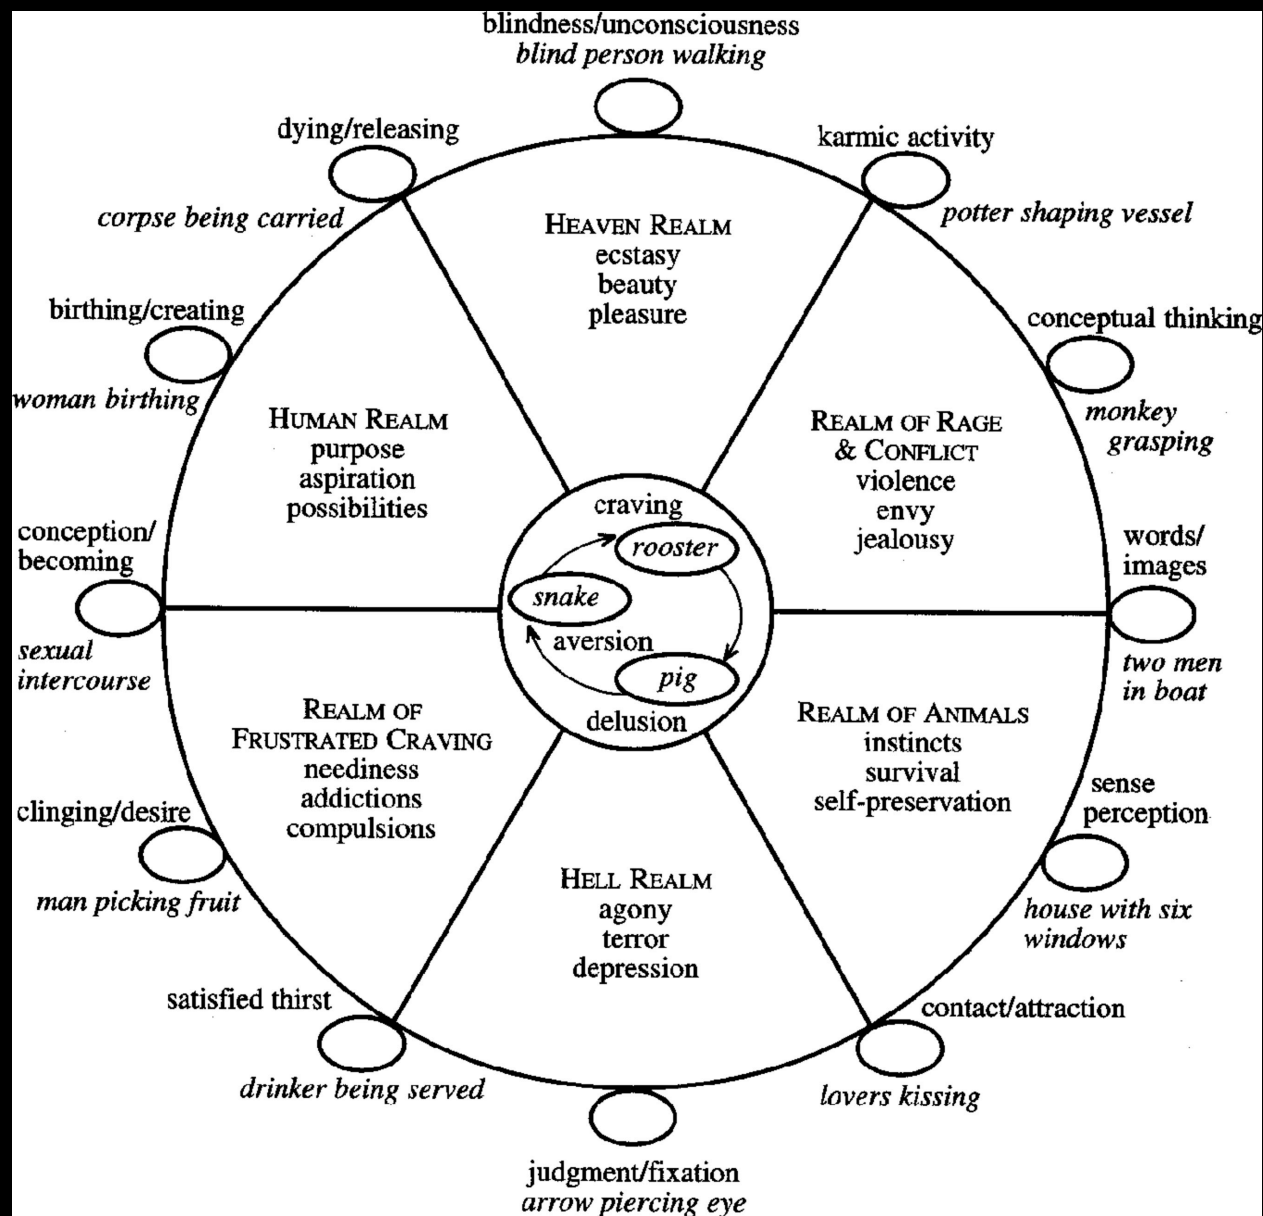 blindness/unconsciousness
blind person walking
dying/releasing
corpse being carried
karmic activity
potter shaping vessel
HEAVEN REALM
ecstasy
beauty
pleasure
birthing/creating
woman birthing
conceptual thinking
monkey
grasping
HUMAN REALM
purpose
aspiration
possibilities
REALM OF RAGE
& CONFLICT
violence
envy
jealousy
conception/
becoming
sexual
intercourse
craving
rooster
snake
aversion
pig
delusion
words/
images
two men
in boat
REALM OF
FRUSTRATED CRAVING
neediness
addictions
compulsions
REALM OF ANIMALS
instincts
survival
self-preservation
clinging/desire
man picking fruit
sense
perception
house with six
windows
HELL REALM
agony
terror
depression
satisfied thirst
drinker being served
contact/attraction
lovers kissing
judgment/fixation
arrow piercing eye